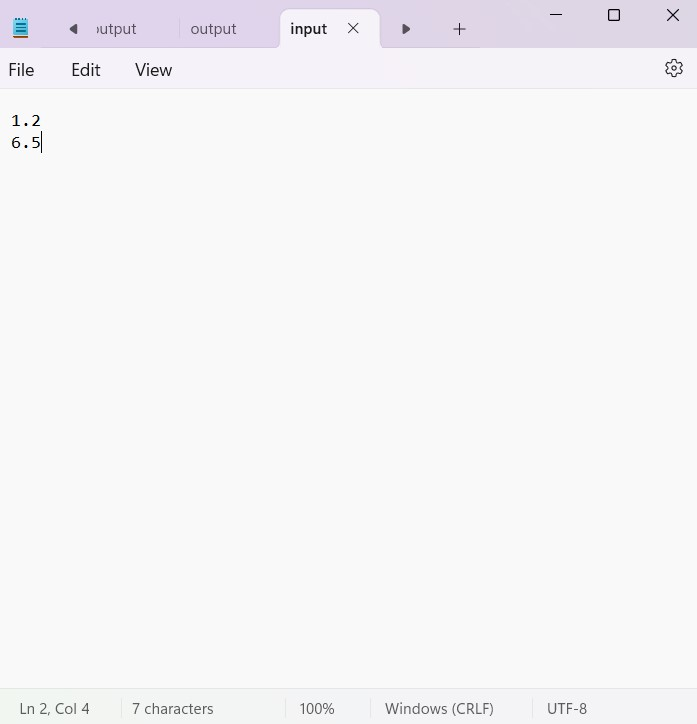 output
output
input
File Edit View
1.2
6.5
Ln 2, Col 4 7 characters 100% Windows (CRLF) UTF-8